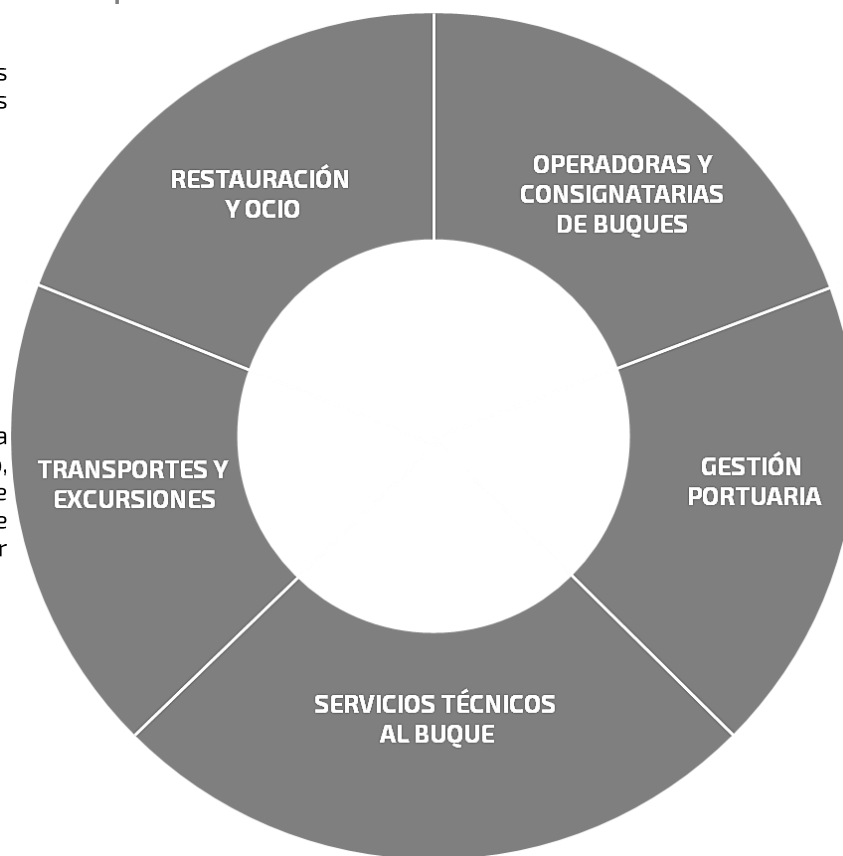 OPERADORAS Y
CONSIGNATARIAS
DE BUQUES
RESTAURACIÓN
Y OCIO
GESTIÓN
PORTUARIA
TRANSPORTES Y
EXCURSIONES
SERVICIOS TÉCNICOS
AL BUQUE